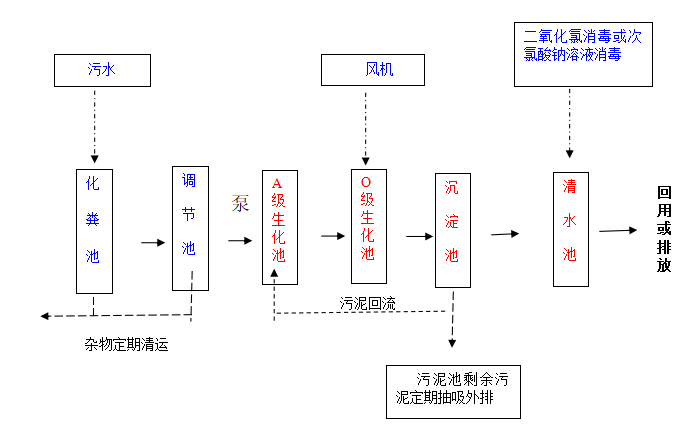 二氧化氯消毒或次
氯酸钠溶液消毒
污水
风机
化粪池
调节池
泵
A级生化池
O级生化池
沉淀池
清水池
回用或排放
污泥回流
杂物定期清运
污泥池剩余污
泥定期抽吸外排